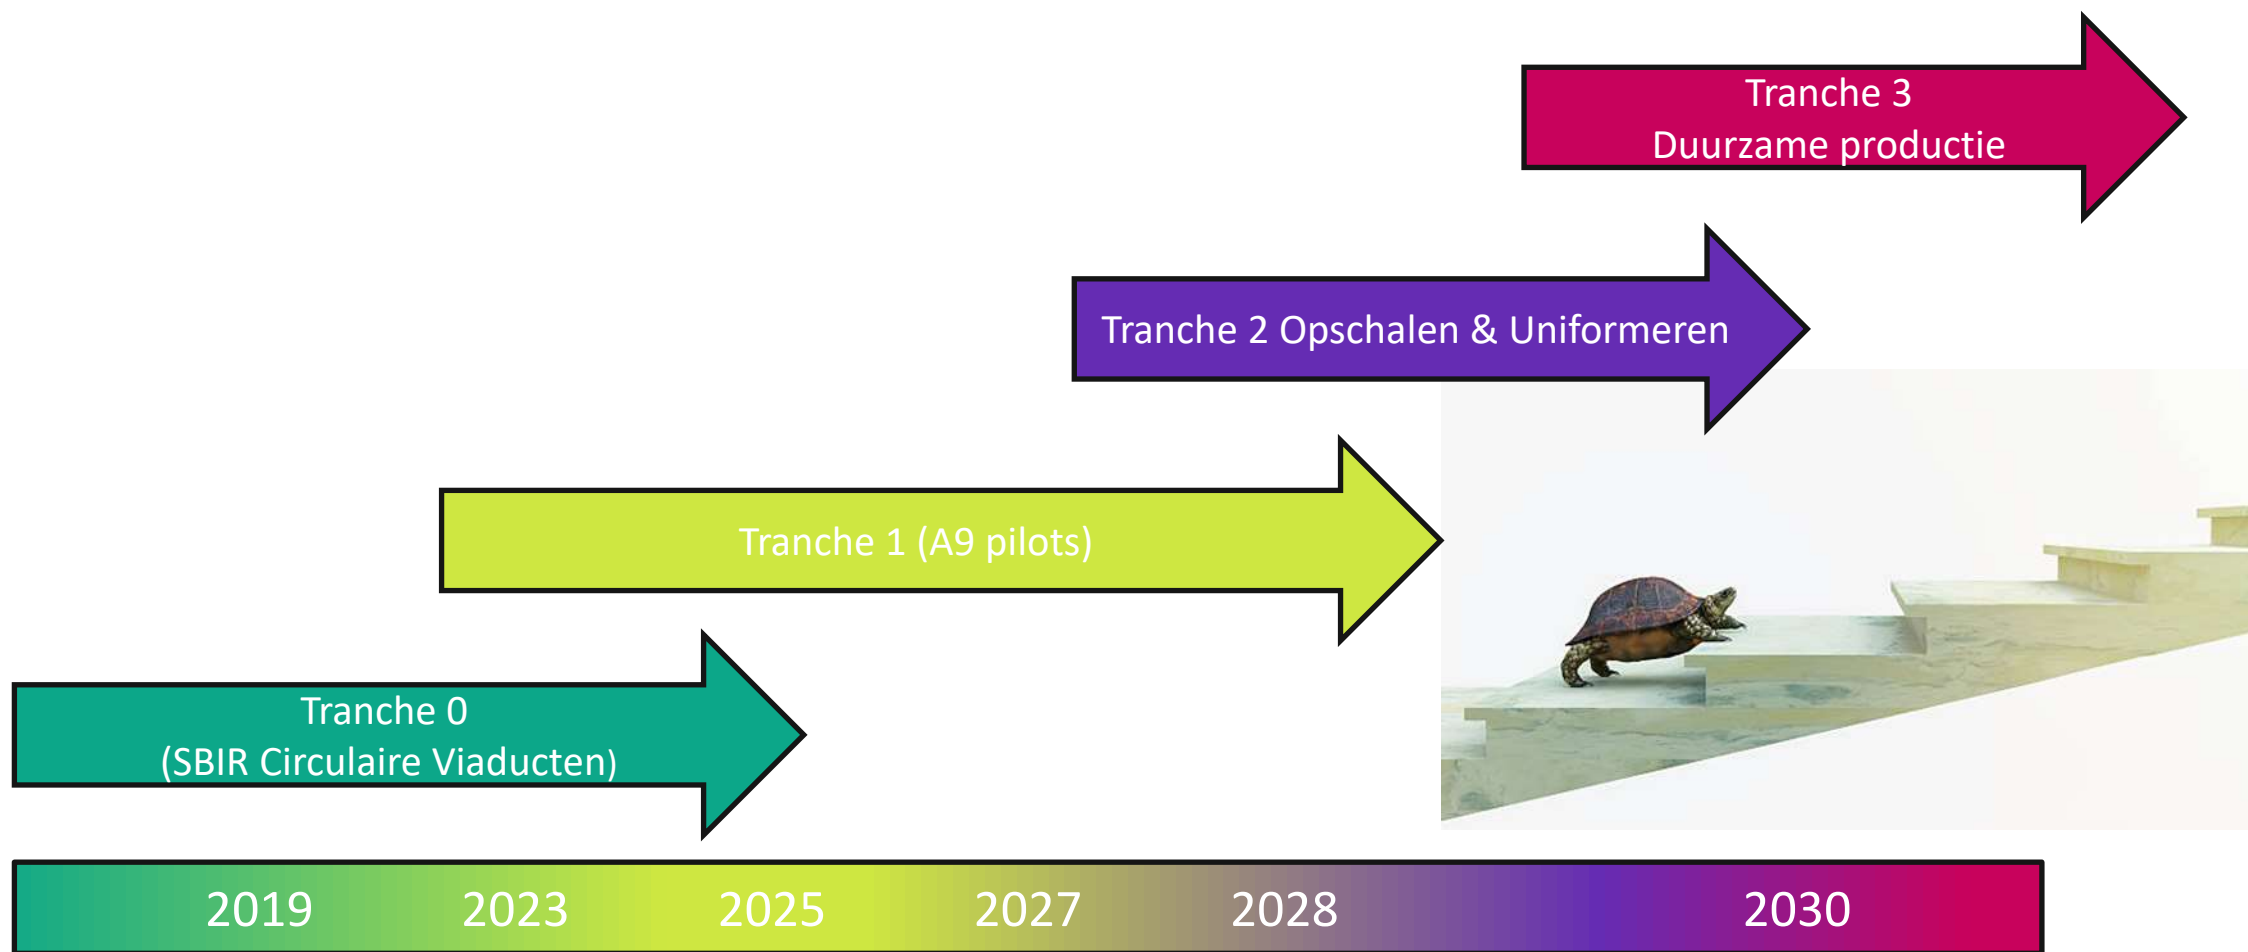 Tranche 3
Duurzame productie
Tranche 2 Opschalen & Uniformeren
Tranche 1 (A9 pilots)
Tranche 0
(SBIR Circulaire Viaducten)
2019 2023 2025 2027 2028 2030